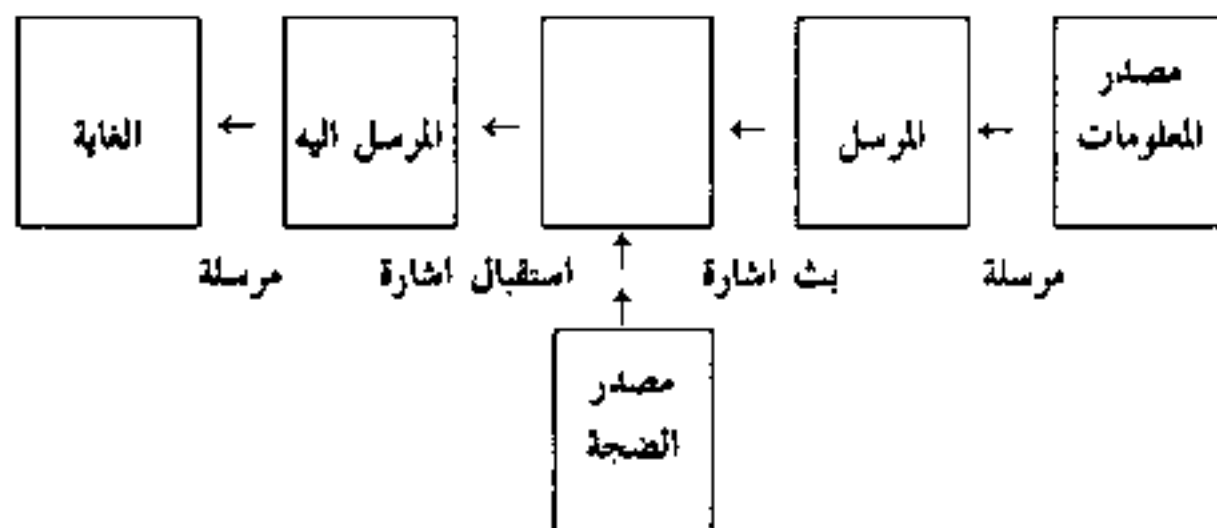 مصدر
المعلومات
المرسل
المرسل اليه
الغاية
مرسلة
بث اشارة
استقبال اشارة
مرسلة
مصدر
الضجة